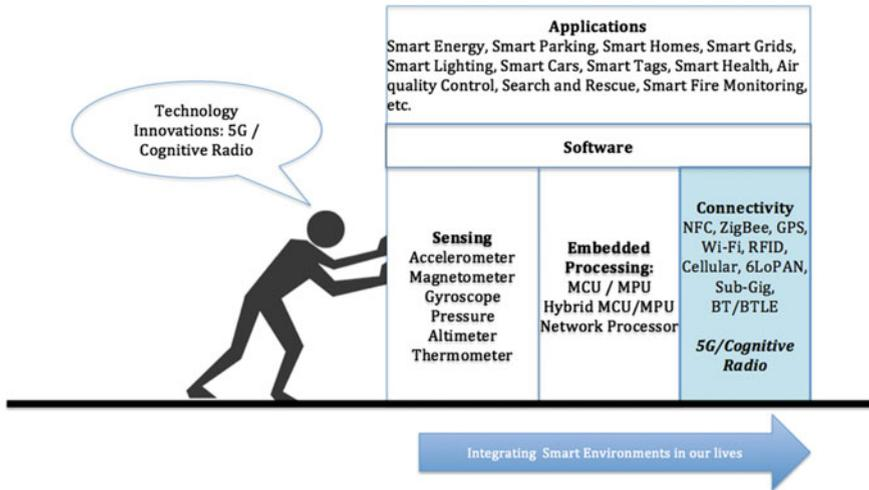 Applications
Smart Energy, Smart Parking, Smart Homes, Smart Grids,
Smart Lighting, Smart Cars, Smart Tags, Smart Health, Air
quality Control, Search and Rescue, Smart Fire Monitoring,
etc.
Technology
Innovations: 5G /
Cognitive Radio
Software
Sensing
Accelerometer
Magnetometer
Gyroscope
Pressure
Altimeter
Thermometer
Embedded
Processing:
MCU / MPU
Hybrid MCU/MPU
Network Processor
Connectivity
NFC, ZigBee, GPS,
Wi-Fi, RFID,
Cellular, 6LoPAN,
Sub-Gig,
BT/BTLE
5G/Cognitive
Radio
Integrating Smart Environments in our lives